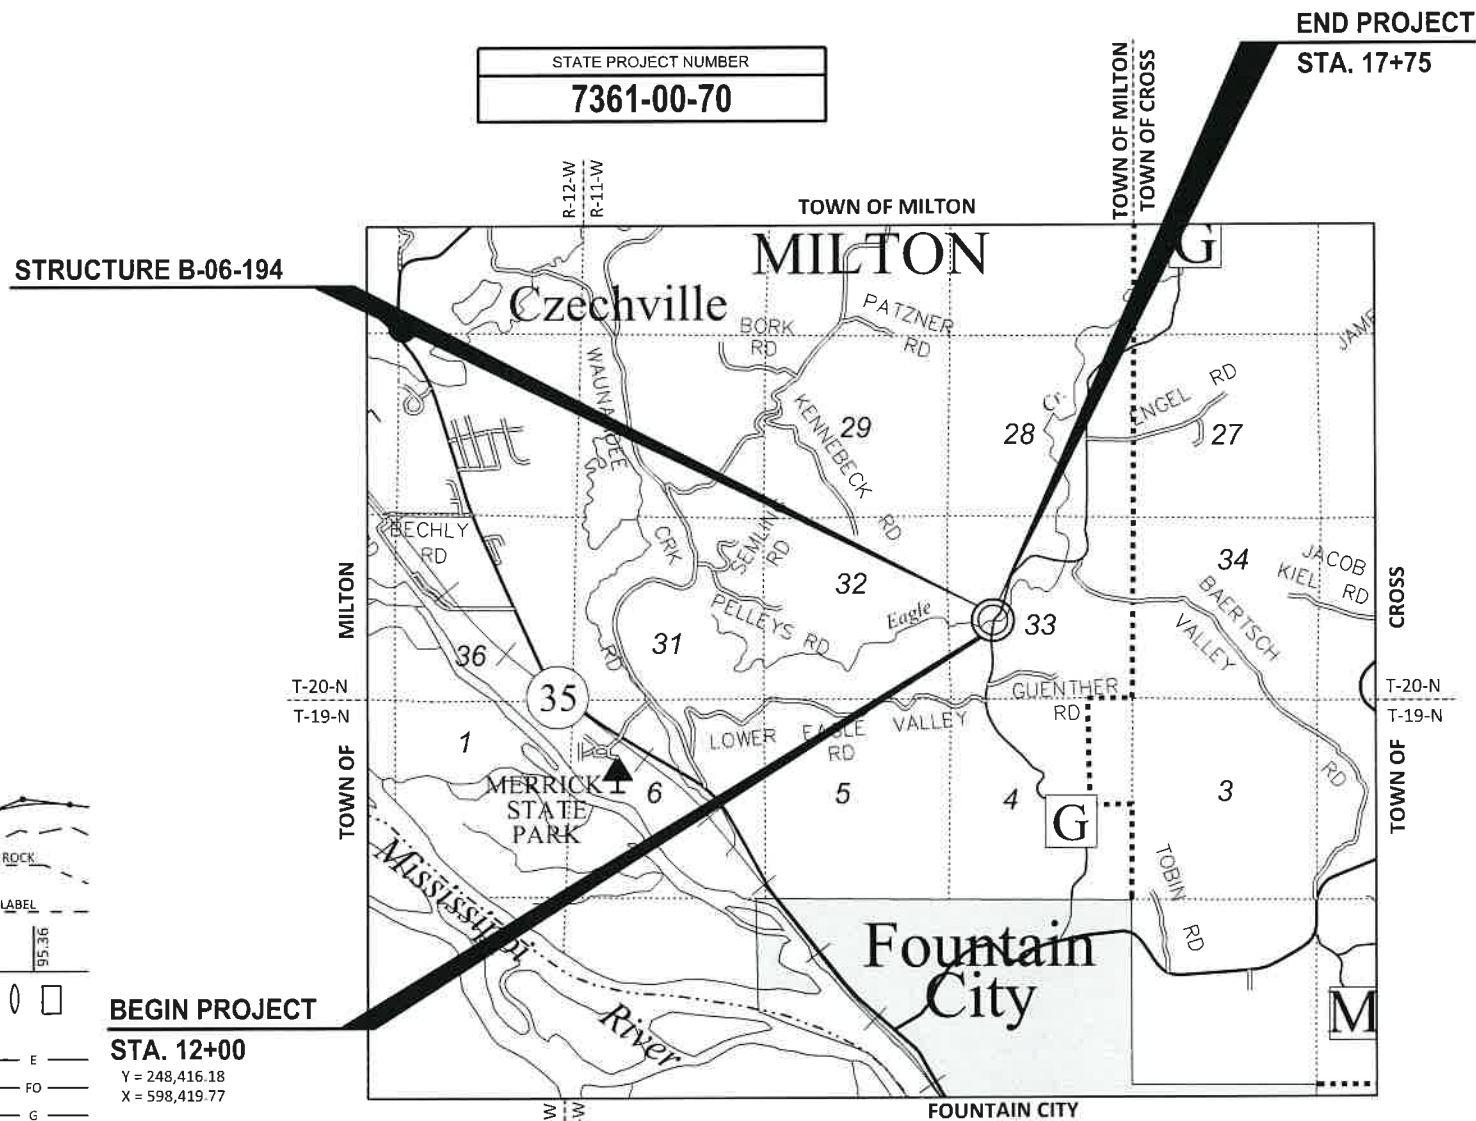 END PROJECT
STA. 17+75
STATE PROJECT NUMBER
7361-00-70
TOWN OF MILTON
TOWN OF CROSS
R-12-W
R-11-W
TOWN OF MILTON
MILTON
G
STRUCTURE B-06-194
Czechville
PATZNER
RD
BORK
RD
WAUNA
EE
CRK
RD
KENNEBECK
RD
29
28
Cr.
ENGEL RD
27
BECHLY
RD
SEMLIN
RD
32
34
JACOB
KIEL RD
BAERTSCH
VALLEY
RD
PELLEYS RD
Eagle
33
31
36
MILTON
CROSS
T-20-N
T-19-N
35
GUENTHER
RD
T-20-N
T-19-N
LOWER EAGLE VALLEY
RD
1
TOWN OF
TOWN OF
MERRICK
STATE
PARK
6
5
4
3
G
ROCK
LABEL
95.36
TOBIN
RD
Mississippi
River
Fountain
City
M
BEGIN PROJECT
STA. 12+00
Y = 248,416.18
X = 598,419.77
E
FO
G
W
W
FOUNTAIN CITY